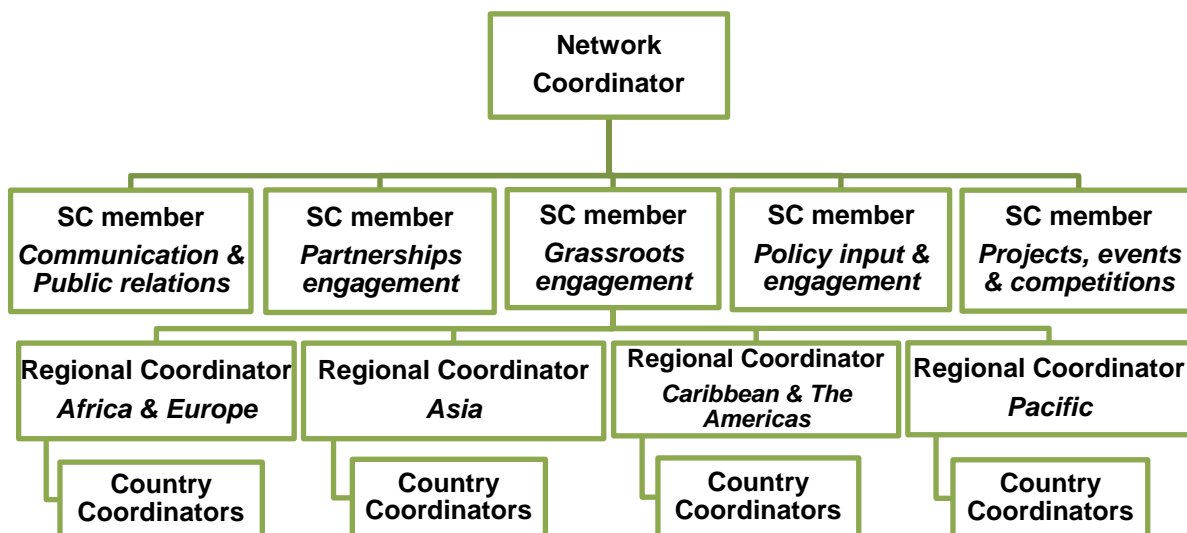 Network
Coordinator
SC member
Communication &
Public relations
SC member
Partnerships
engagement
SC member
Grassroots
engagement
SC member
Policy input &
engagement
SC member
Projects, events
& competitions
Regional Coordinator
Africa & Europe
Regional Coordinator
Asia
Regional Coordinator
Caribbean & The
Americas
Regional Coordinator
Pacific
Country
Coordinators
Country
Coordinators
Country
Coordinators
Country
Coordinators